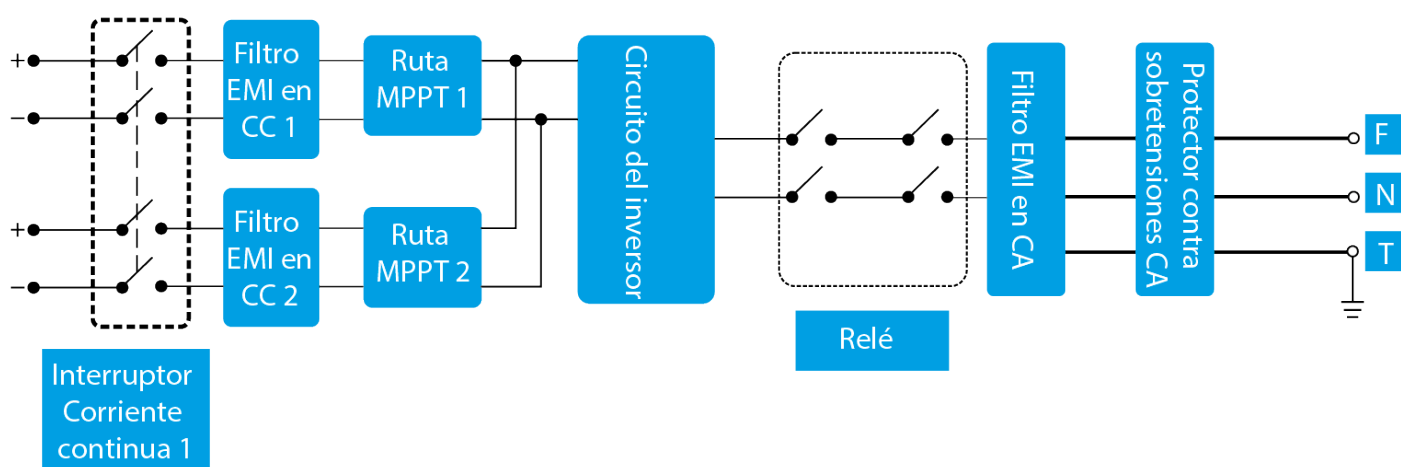 +
−
+
−
Filtro
EMI en
CC 1
Ruta
MPPT 1
Filtro
EMI en
CC 2
Ruta
MPPT 2
Interruptor
Corriente
continua 1
Circuito del inversor
Relé
Filtro EMI en CA
Protector contra
sobretensiones CA
F
N
T